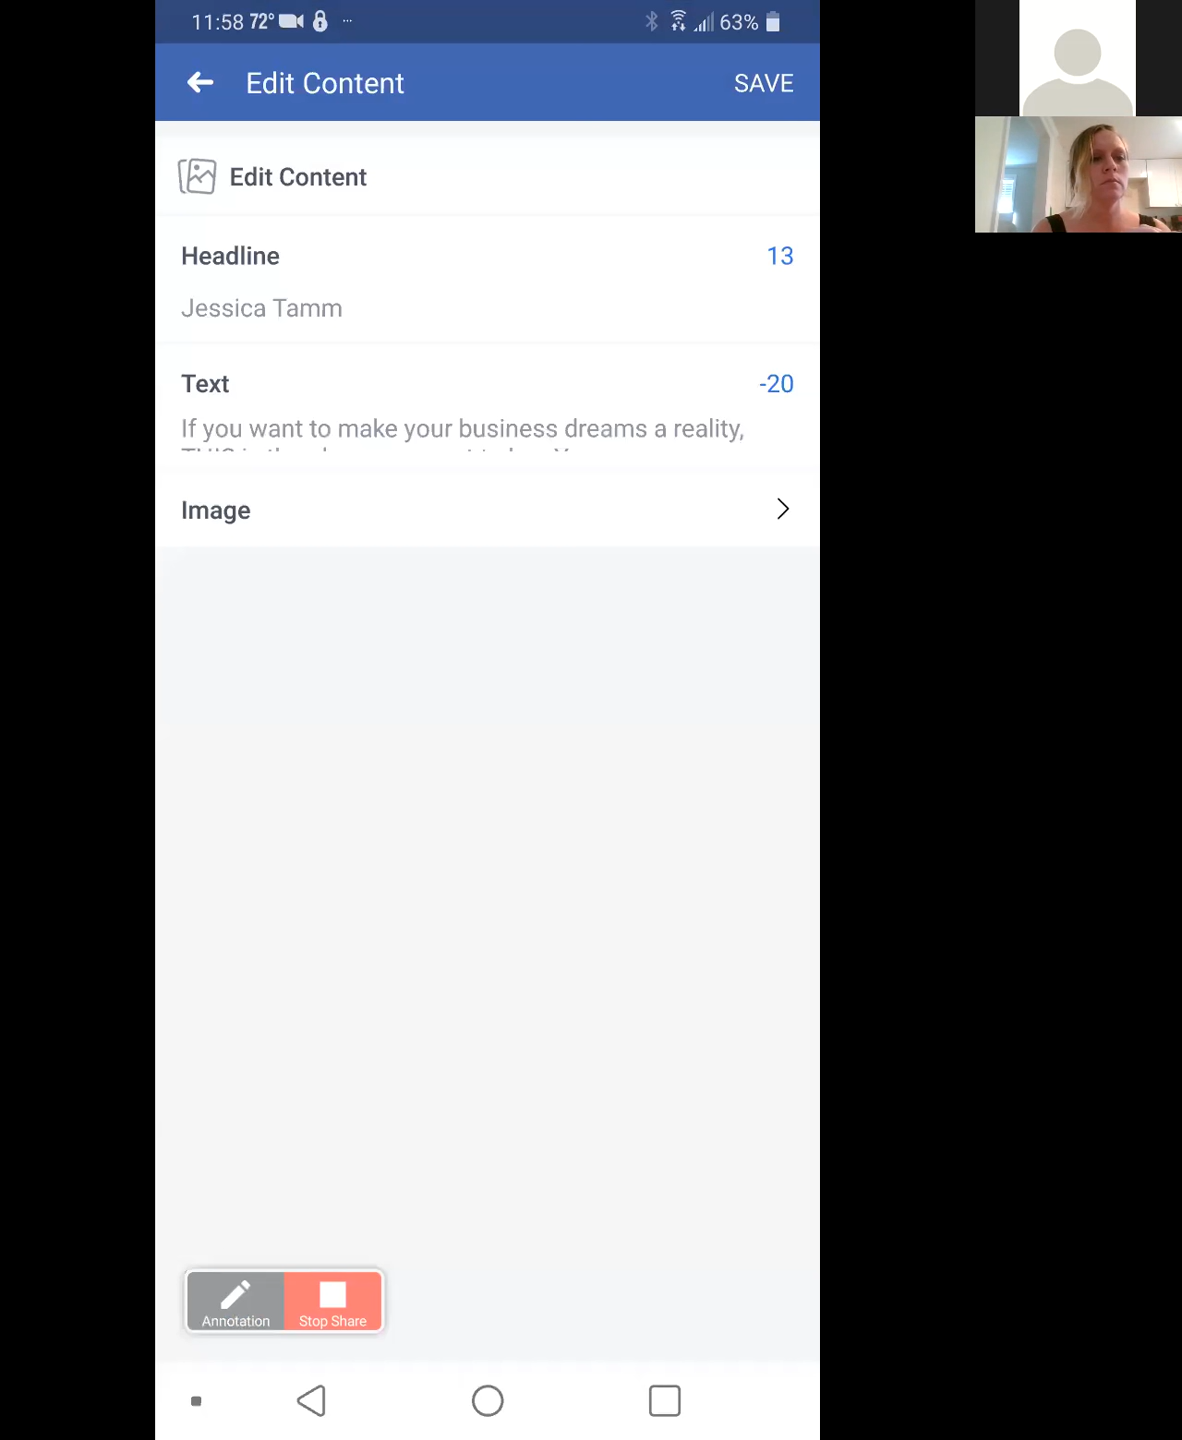 11:58 72° ... 63%
Edit Content SAVE
Edit Content
Headline 13
Jessica Tamm
Text -20
If you want to make your business dreams a reality,
Image
Annotation Stop Share